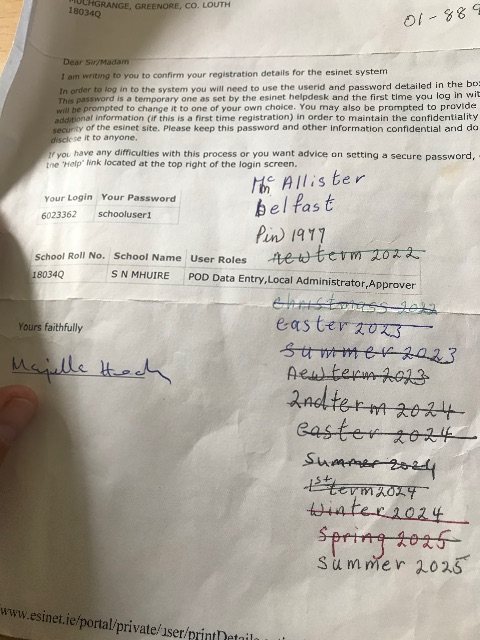 MUCHGRANGE, GREENORE, CO. LOUTH
18034Q
01-889
Dear Sir/Madam
I am writing to you to confirm your registration details for the esinet system
In order to log in to the system you will need to use the userid and password detailed in the box
This password is a temporary one as set by the esinet helpdesk and the first time you log in wit
will be prompted to change it to one of your own choice. You may also be prompted to provide
additional information (if this is a first time registration) in order to maintain the confidentiality
security of the esinet site. Please keep this password and other information confidential and do
disclose it to anyone.
If you have any difficulties with this process or you want advice on setting a secure password,
the 'Help' link located at the top right of the login screen.
Mc Allister
Your Login Your Password
belfast
6023362 schooluser1
Pin 1977
newterm 2022
School Roll No. School Name User Roles
18034Q S N MHUIRE POD Data Entry,Local Administrator,Approver
christmass 2022
Yours faithfully
easter 2023
summer 2023
Newterm 2023
2ndterm 2024
easter 2024
Summer 2024
1st term2024
Winter 2024
Spring 2025
Summer 2025
www.esinet.ie/portal/private/user/printDetails